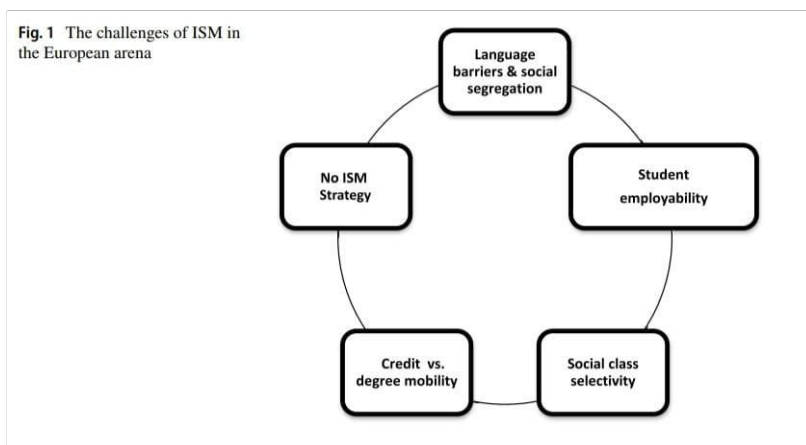 Fig. 1 The challenges of ISM in
the European arena
Language
barriers & social
segregation
No ISM
Strategy
Student
employability
Credit vs.
degree mobility
Social class
selectivity